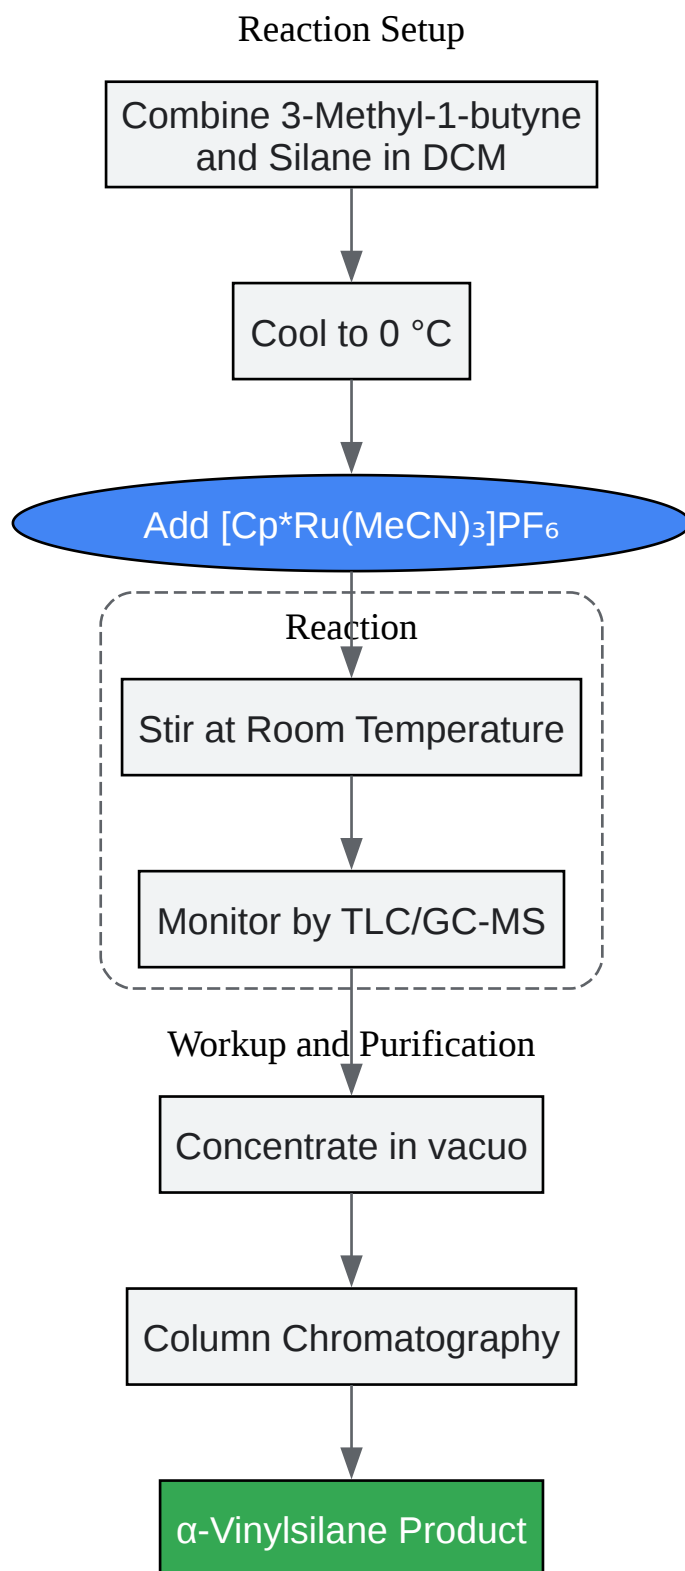 Reaction Setup
Combine 3-Methyl-1-butyne
and Silane in DCM
Cool to 0 °C
Add [Cp*Ru(MeCN)₃]PF₆
Reaction
Stir at Room Temperature
Monitor by TLC/GC-MS
Workup and Purification
Concentrate in vacuo
Column Chromatography
α-Vinylsilane Product